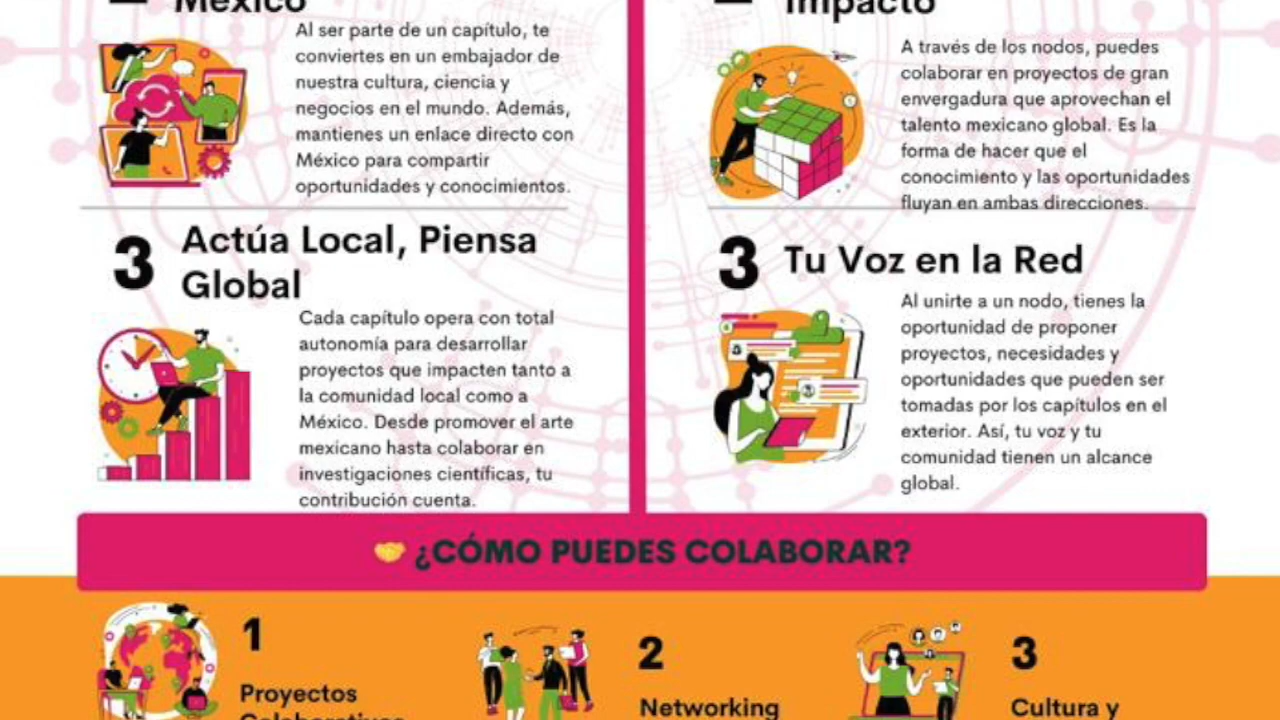 México
Al ser parte de un capítulo, te
conviertes en un embajador de
nuestra cultura, ciencia y
negocios en el mundo. Además,
mantienes un enlace directo con
México para compartir
oportunidades y conocimientos.
3 Actúa Local, Piensa
Global
Cada capítulo opera con total
autonomía para desarrollar
proyectos que impacten tanto a
la comunidad local como a
México. Desde promover el arte
mexicano hasta colaborar en
investigaciones científicas, tu
contribución cuenta.
Impacto
A través de los nodos, puedes
colaborar en proyectos de gran
envergadura que aprovechan el
talento mexicano global. Es la
forma de hacer que el
conocimiento y las oportunidades
fluyan en ambas direcciones.
3 Tu Voz en la Red
Al unirte a un nodo, tienes la
oportunidad de proponer
proyectos, necesidades y
oportunidades que pueden ser
tomadas por los capítulos en el
exterior. Así, tu voz y tu
comunidad tienen un alcance
global.
🤝 ¿CÓMO PUEDES COLABORAR?
1
Proyectos
Colaborativos
2
Networking
3
Cultura y